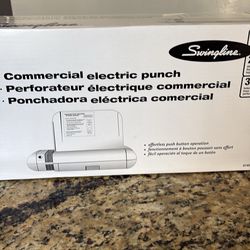 Swingline
Commercial electric punch
• Perforateur électrique commercial
• Ponchadora eléctrica comercial
• effortless push button operation
• fonctionnement à bouton poussoir sans effort
• fácil operación al toque de un botón